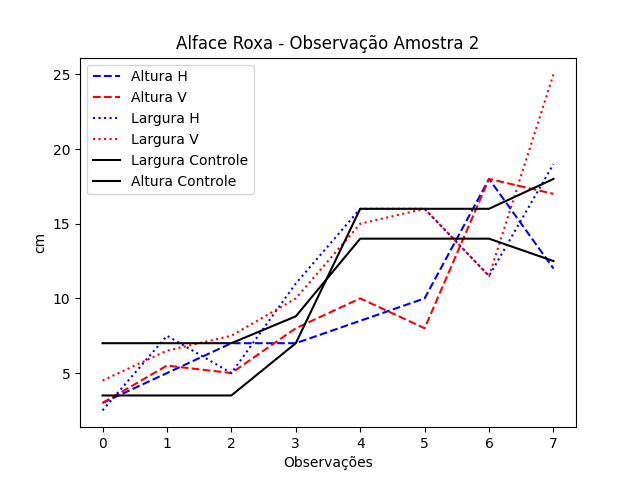 Alface Roxa - Observação Amostra 2
Altura H
Altura V
Largura H
Largura V
Largura Controle
Altura Controle
25
20
15
10
5
cm
0 1 2 3 4 5 6 7
Observações